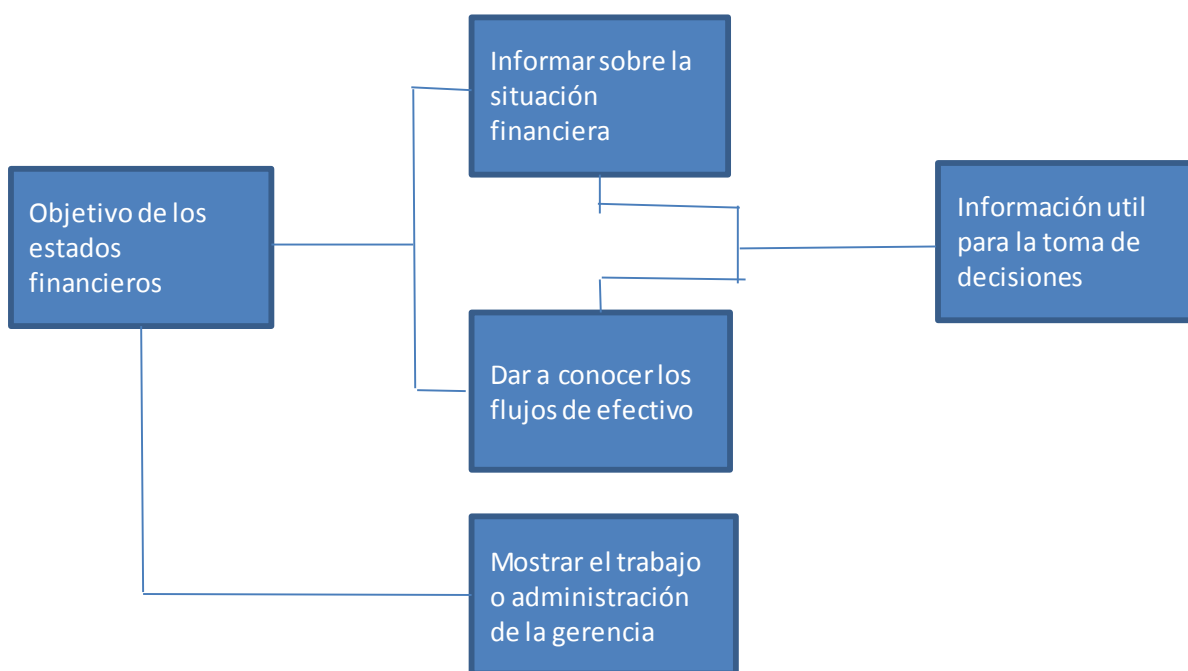 Informar sobre la
situación
financiera
Objetivo de los
estados
financieros
Información util
para la toma de
decisiones
Dar a conocer los
flujos de efectivo
Mostrar el trabajo
o administración
de la gerencia